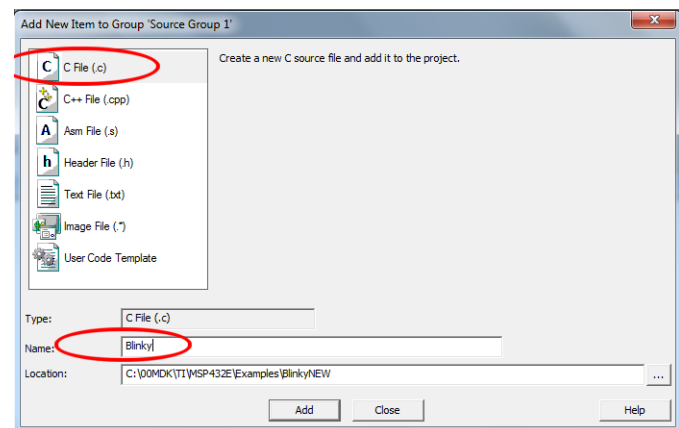 Add New Item to Group 'Source Group 1'
C File (.c)
Create a new C source file and add it to the project.
C++ File (.cpp)
Asm File (.s)
Header File (.h)
Text File (.txt)
Image File (.*)
User Code Template
Type:
C File (.c)
Name:
Blinky
Location:
C:\00MDK\TI\MSP432E\Examples\BlinkyNEW
...
Add
Close
Help